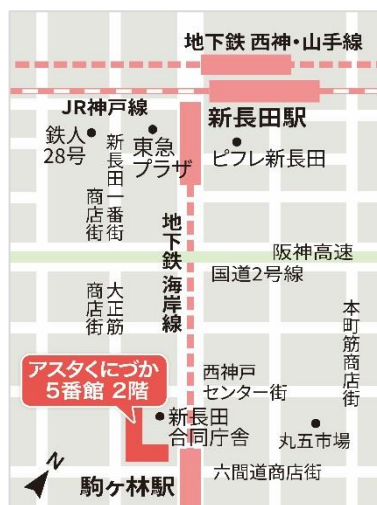 地下鉄 西神・山手線
JR神戸線
新長田駅
鉄人
28号
新長田一番街
商店街
東急
プラザ
ピフレ新長田
地下鉄 海岸線
阪神高速
国道2号線
大正筋
商店街
本町筋商店街
アスタくにづか
5番館 2階
西神戸
センター街
新長田
合同庁舎
丸五市場
六間道商店街
駒ヶ林駅
N